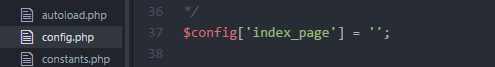 autoload.php
config.php
constants.php
36 */
37 $config['index_page'] = '';
38